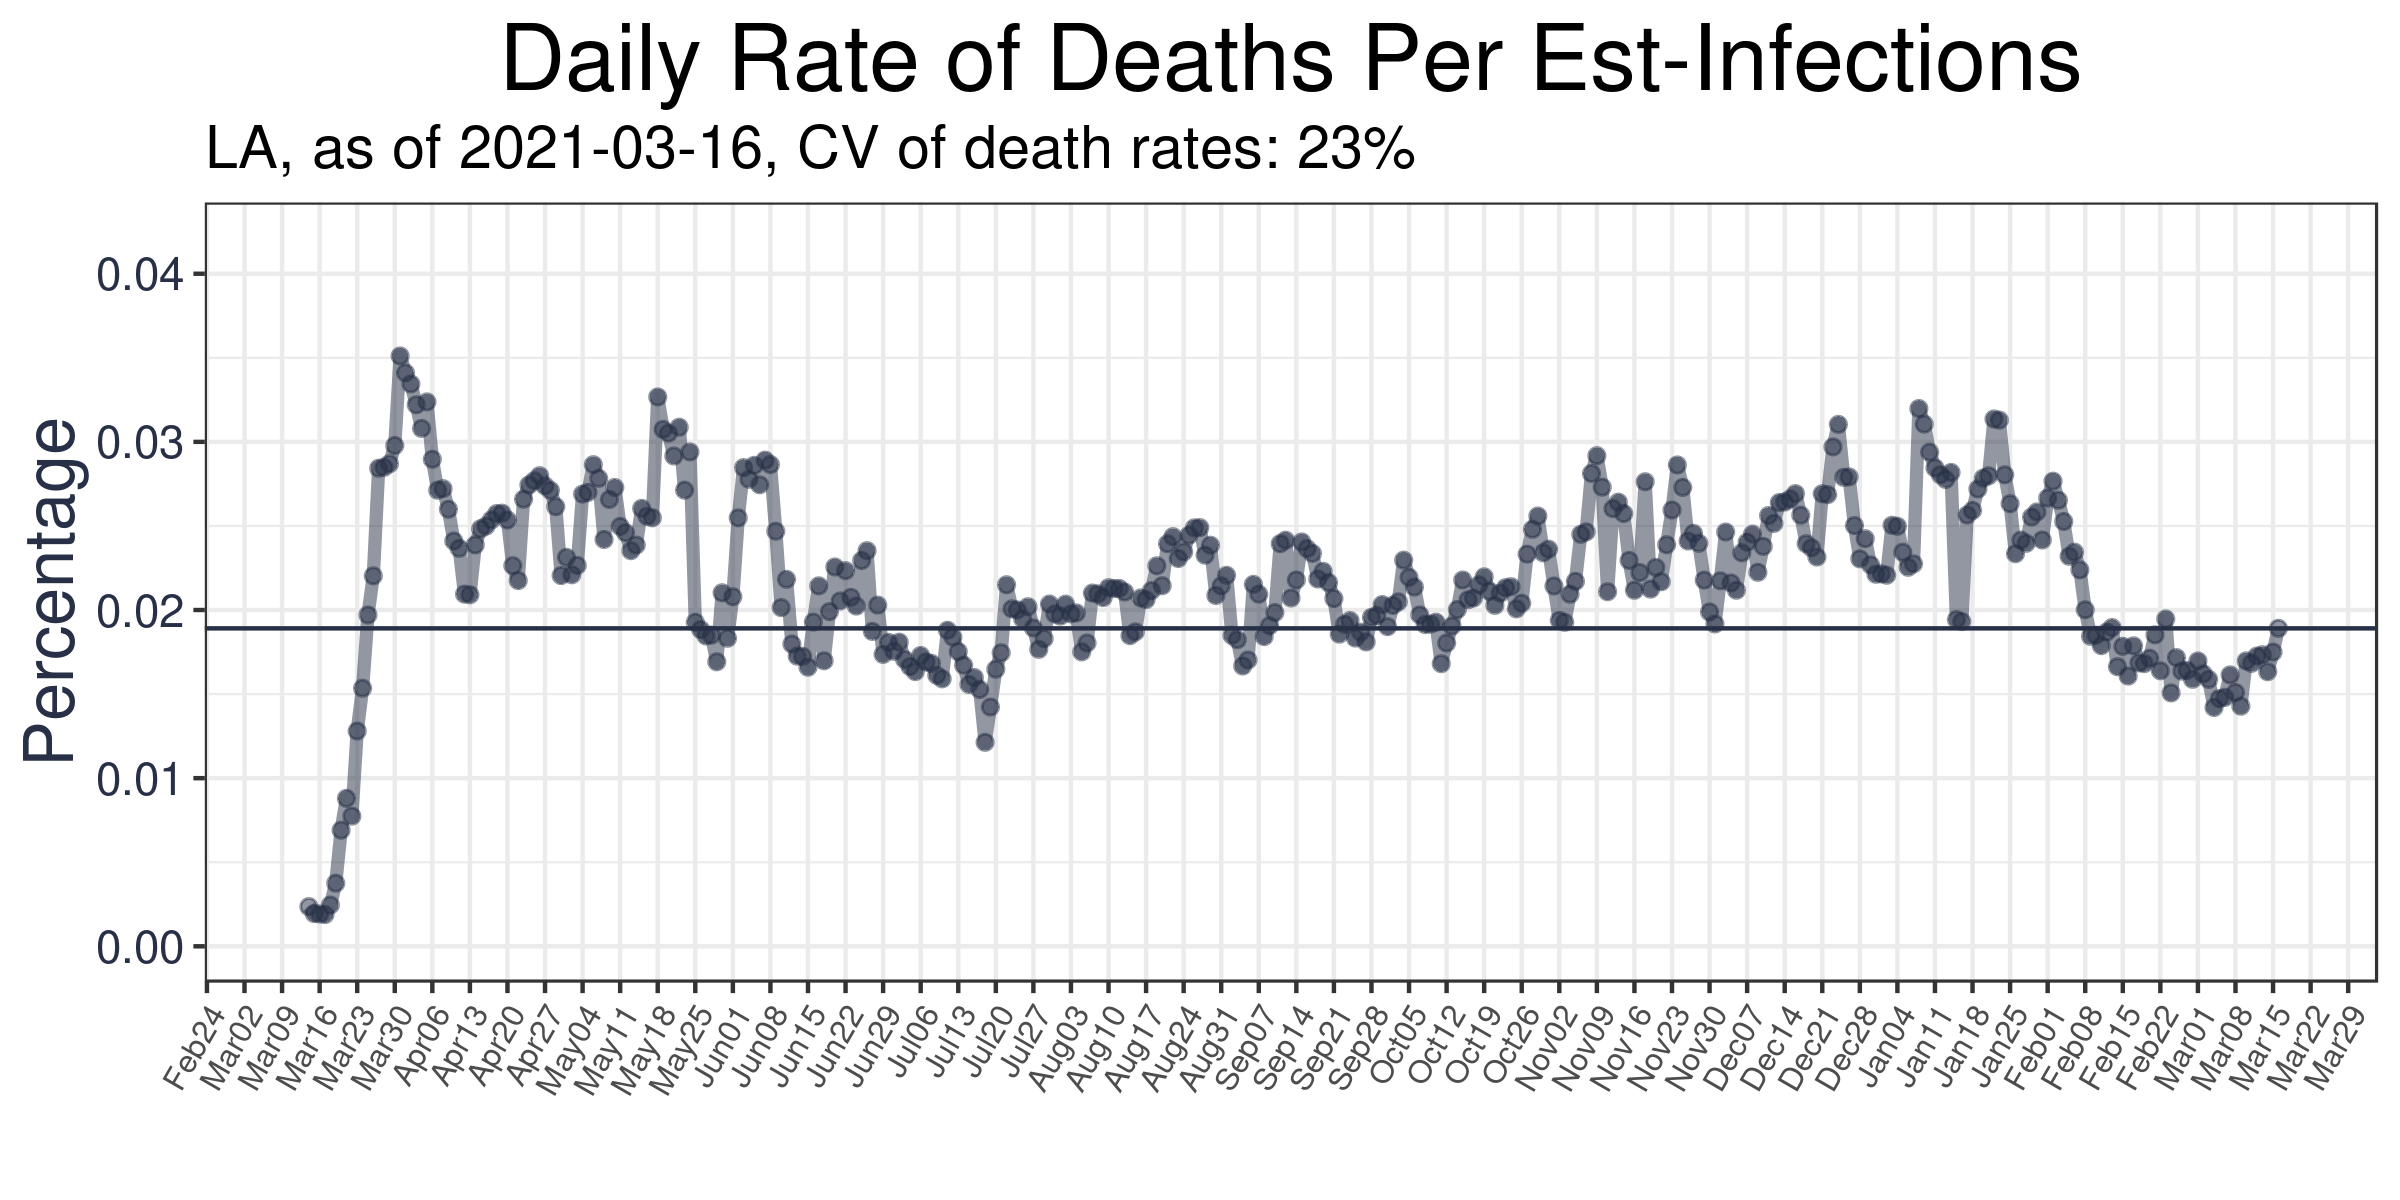 Daily Rate of Deaths Per Est-Infections
LA, as of 2021-03-16, CV of death rates: 23%
Percentage
0.04
0.03
0.02
0.01
0.00
Feb24
Mar02
Mar09
Mar16
Mar23
Mar30
Apr06
Apr13
Apr20
Apr27
May04
May11
May18
May25
Jun01
Jun08
Jun15
Jun22
Jun29
Jul06
Jul13
Jul20
Jul27
Aug03
Aug10
Aug17
Aug24
Aug31
Sep07
Sep14
Sep21
Sep28
Oct05
Oct12
Oct19
Oct26
Nov02
Nov09
Nov16
Nov23
Nov30
Dec07
Dec14
Dec21
Dec28
Jan04
Jan11
Jan18
Jan25
Feb01
Feb08
Feb15
Feb22
Mar01
Mar08
Mar15
Mar22
Mar29